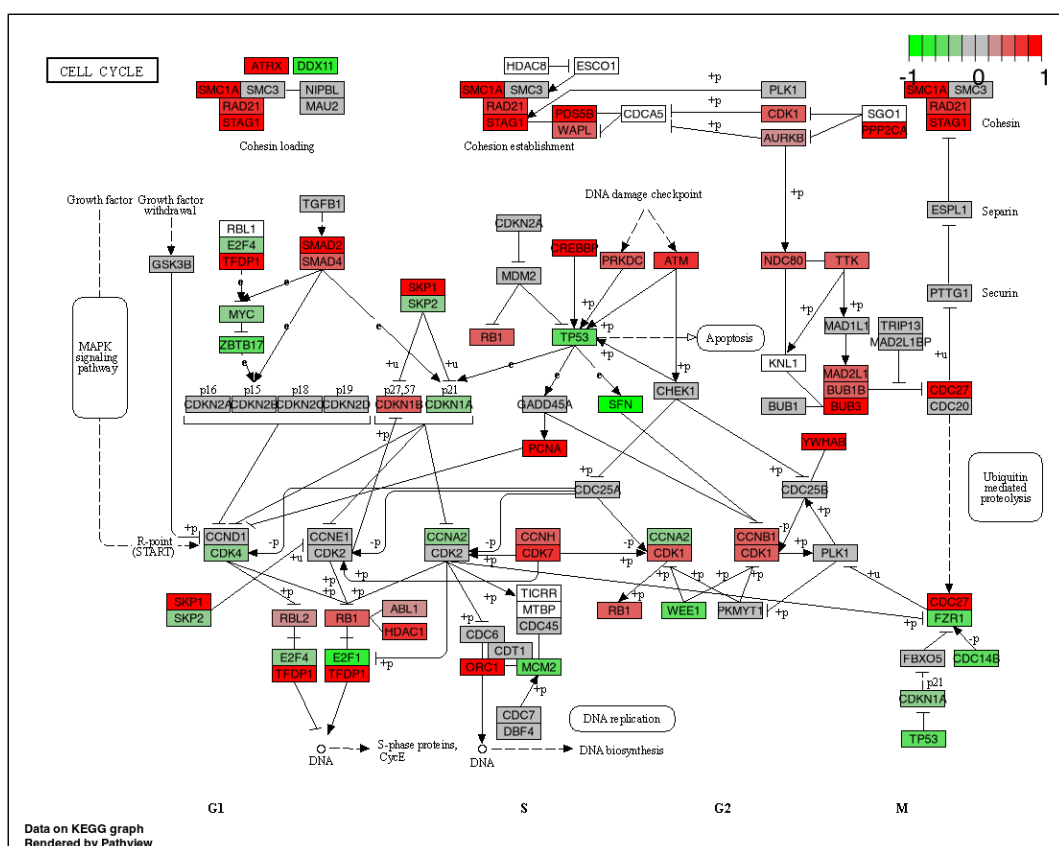 CELL CYCLE
-1 0 1
ATRX DDX11
SMC1A SMC3 NIPBL
RAD21 MAU2
STAG1
Cohesin loading
HDAC8 ESCO1
SMC1A SMC3
RAD21
STAG1
PDS5B
WAPL
CDCA5
Cohesion establishment
+p
PLK1
+p
CDK1
+p
AURKB
SGO1
PPP2CA
SMC1A SMC3
RAD21
STAG1
Cohesin
Growth factor
Growth factor
withdrawal
GSK3B
MAPK
signaling
pathway
RBL1
E2F4
TFDP1
TGFB1
SMAD2
SMAD4
e
e
e
e
MYC
ZBTB17
e
SKP1
SKP2
+u
+u
CDKN2A
MDM2
RB1
DNA damage checkpoint
CREBBP
PRKDC
ATM
+p
+p
+p
TP53
+p
Apoptosis
e
e
+p
NDC80
TTK
+p
+p
MAD1L1
KNL1
MAD2L1
BUB1B
BUB3
BUB1
TRIP13
MAD2L1BP
ESPL1
Separin
PTTG1
Securin
+u
CDC27
CDC20
p16 p15 p18 p19
CDKN2A CDKN2B CDKN2C CDKN2D
p27,57 p21
CDKN1B CDKN1A
+p
GADD45A
SFN
CHEK1
PCNA
YWHAB
Ubiquitin
mediated
proteolysis
CDC25A
CDC25B
+p
+p
R-point
(START)
+p
CCND1
CDK4
-p
+u
CCNE1
CDK2
-p
CCNA2
CDK2
-p
+p
CCNH
CDK7
-p
CCNA2
CDK1
CCNB1
CDK1
-p
+p
+p
PLK1
+u
SKP1
SKP2
+p
+p
+p
+p
RBL2
RB1
ABL1
HDAC1
+p
+p
TICRR
MTBP
CDC45
CDC6
CDT1
ORC1
MCM2
+p
CDC7
DBF4
+p
+p
+p
RB1
WEE1
PKMYT1
+p
+p
CDC27
FZR1
-p
FBXO5
CDC14B
p21
CDKN1A
TP53
E2F4
TFDP1
E2F1
TFDP1
+p
DNA replication
DNA
S-phase proteins,
CycE
DNA
DNA biosynthesis
G1 S G2 M
Data on KEGG graph
Rendered by Pathview